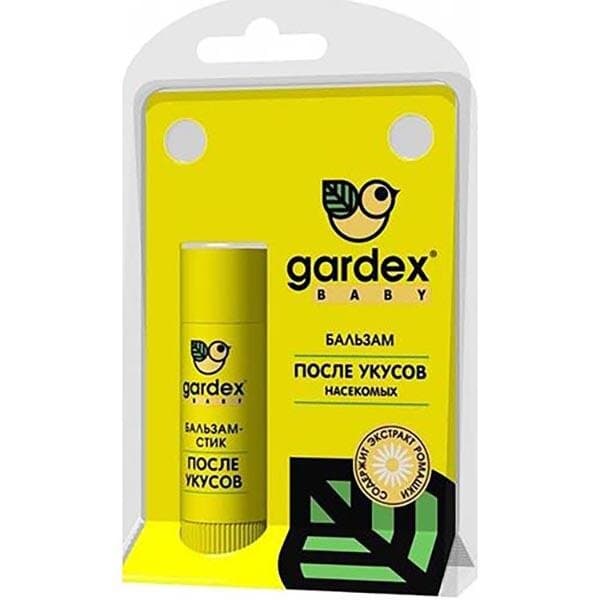 gardex®
BABY
БАЛЬЗАМ
ПОСЛЕ УКУСОВ
НАСЕКОМЫХ
СОДЕРЖИТ ЭКСТРАКТ РОМАШКИ
gardex
BABY
БАЛЬЗАМ-
СТИК
ПОСЛЕ
УКУСОВ